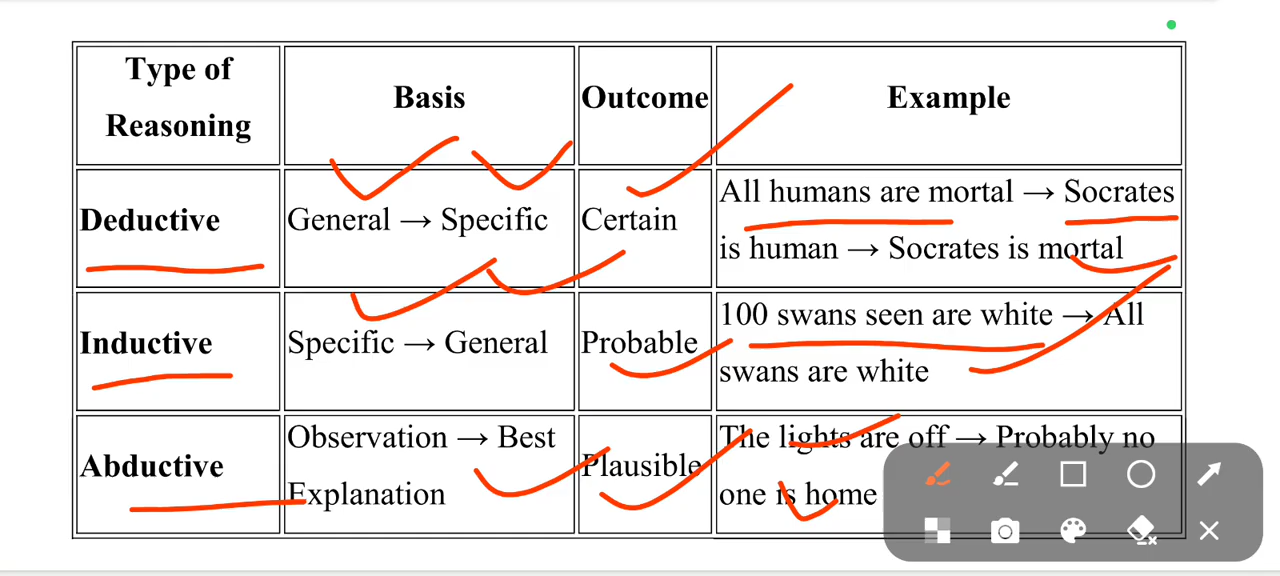 Type of
Reasoning
Basis
Outcome
Example
Deductive
General → Specific
Certain
All humans are mortal → Socrates
is human → Socrates is mortal
Inductive
Specific → General
Probable
100 swans seen are white → All
swans are white
Abductive
Observation → Best
Explanation
Plausible
The lights are off → Probably no
one is home